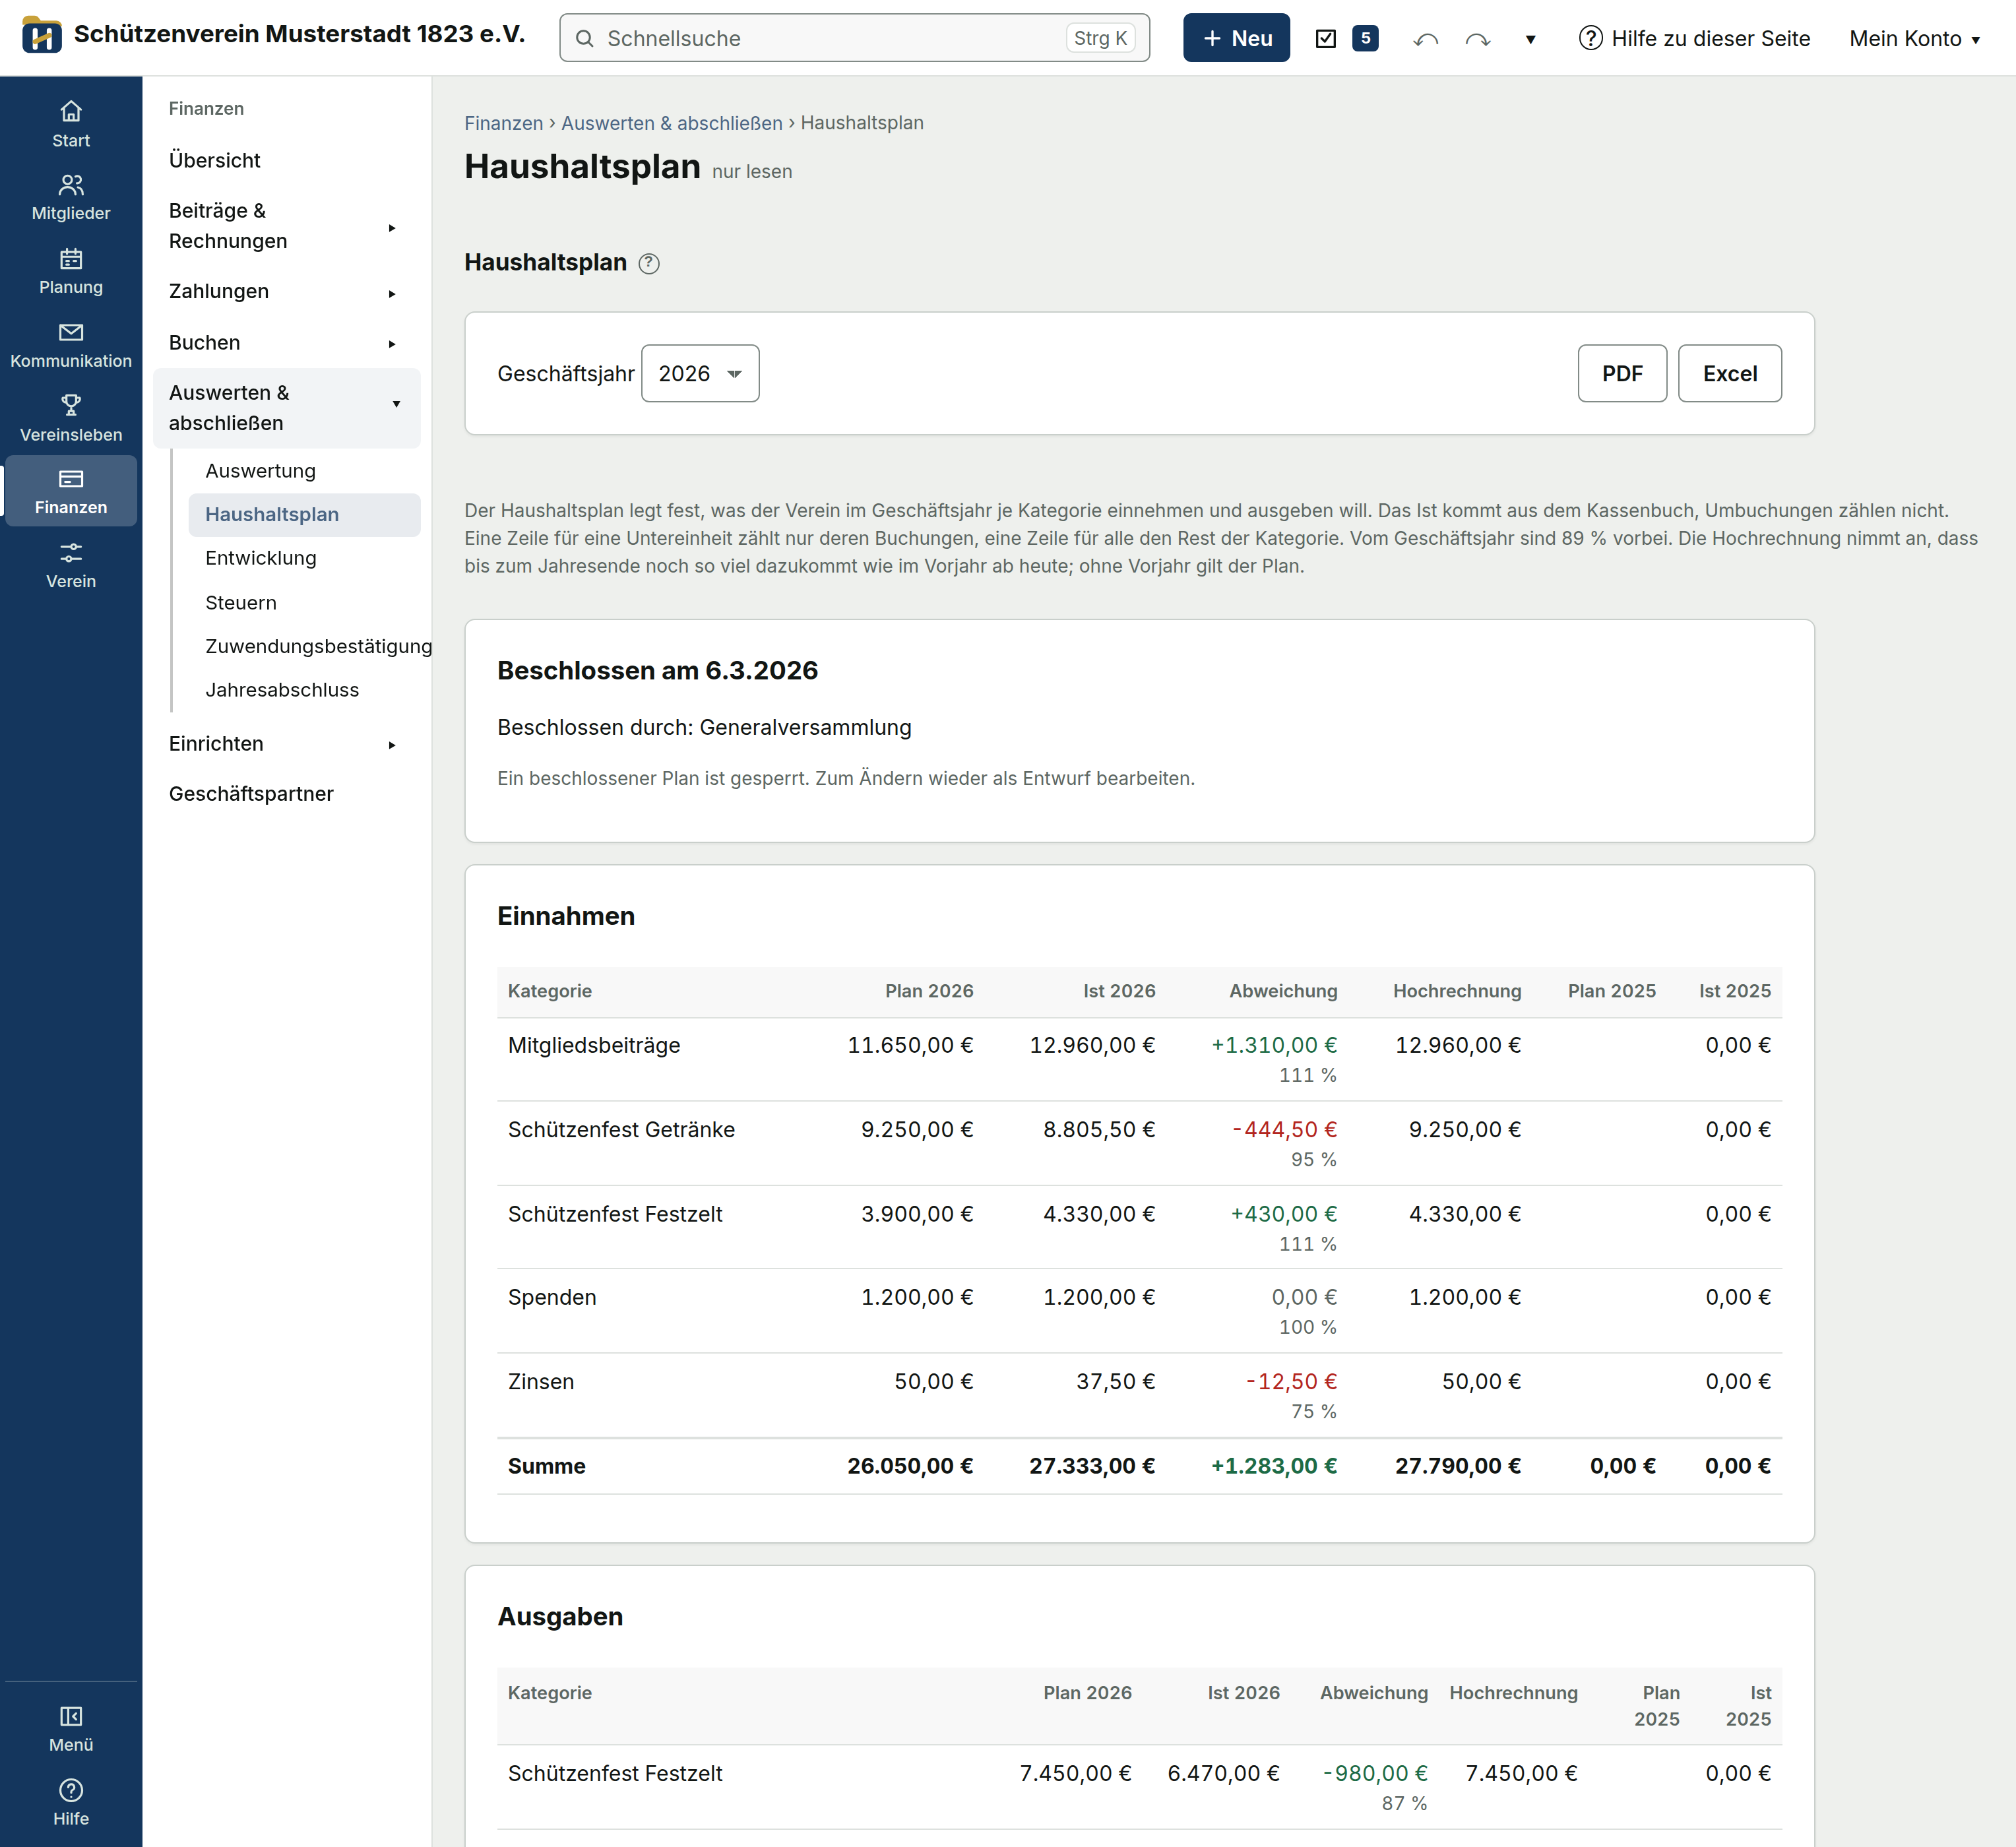 Schützenverein Musterstadt 1823 e.V.
Schnellsuche
Strg K
+ Neu
5
Hilfe zu dieser Seite
Mein Konto
Start
Mitglieder
Planung
Kommunikation
Vereinsleben
Finanzen
Verein
Menü
Hilfe
Finanzen
Übersicht
Beiträge &
Rechnungen
Zahlungen
Buchen
Auswerten &
abschließen
Auswertung
Haushaltsplan
Entwicklung
Steuern
Zuwendungsbestätigung
Jahresabschluss
Einrichten
Geschäftspartner
Finanzen › Auswerten & abschließen › Haushaltsplan
Haushaltsplan nur lesen
Haushaltsplan ?
Geschäftsjahr 2026
PDF
Excel
Der Haushaltsplan legt fest, was der Verein im Geschäftsjahr je Kategorie einnehmen und ausgeben will. Das Ist kommt aus dem Kassenbuch, Umbuchungen zählen nicht.
Eine Zeile für eine Untereinheit zählt nur deren Buchungen, eine Zeile für alle den Rest der Kategorie. Vom Geschäftsjahr sind 89 % vorbei. Die Hochrechnung nimmt an, dass
bis zum Jahresende noch so viel dazukommt wie im Vorjahr ab heute; ohne Vorjahr gilt der Plan.
Beschlossen am 6.3.2026
Beschlossen durch: Generalversammlung
Ein beschlossener Plan ist gesperrt. Zum Ändern wieder als Entwurf bearbeiten.
Einnahmen
Kategorie Plan 2026 Ist 2026 Abweichung Hochrechnung Plan 2025 Ist 2025
Mitgliedsbeiträge 11.650,00 € 12.960,00 € +1.310,00 € 12.960,00 € 0,00 €
111 %
Schützenfest Getränke 9.250,00 € 8.805,50 € -444,50 € 9.250,00 € 0,00 €
95 %
Schützenfest Festzelt 3.900,00 € 4.330,00 € +430,00 € 4.330,00 € 0,00 €
111 %
Spenden 1.200,00 € 1.200,00 € 0,00 € 1.200,00 € 0,00 €
100 %
Zinsen 50,00 € 37,50 € -12,50 € 50,00 € 0,00 €
75 %
Summe 26.050,00 € 27.333,00 € +1.283,00 € 27.790,00 € 0,00 € 0,00 €
Ausgaben
Kategorie Plan 2026 Ist 2026 Abweichung Hochrechnung Plan Ist
2025 2025
Schützenfest Festzelt 7.450,00 € 6.470,00 € -980,00 € 7.450,00 € 0,00 €
87 %